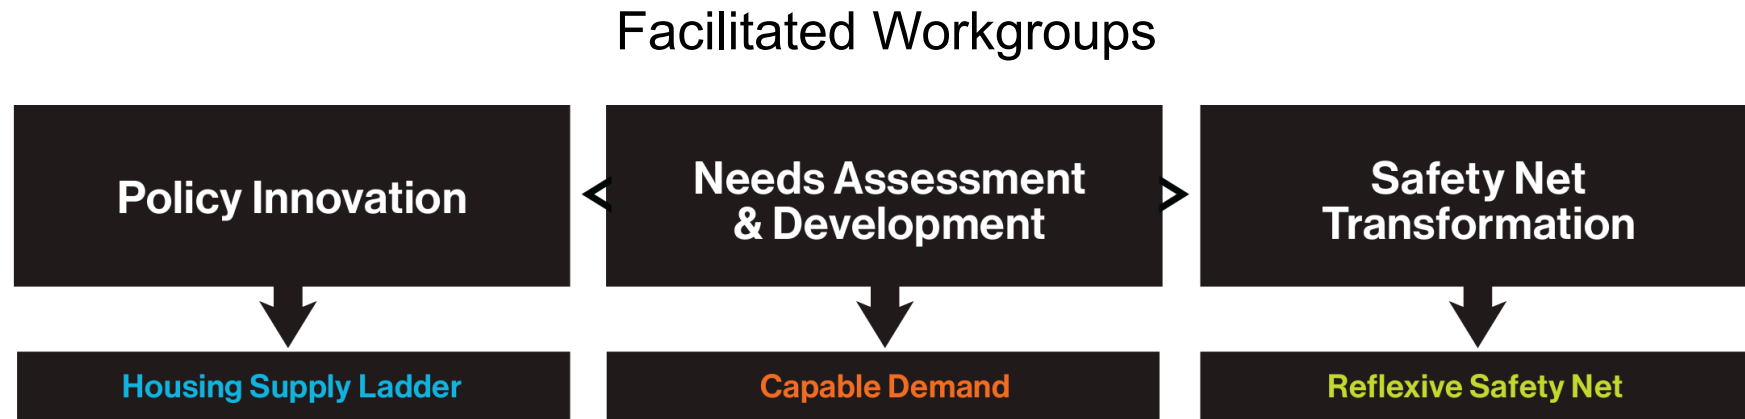 Facilitated Workgroups
Policy Innovation
Needs Assessment
& Development
Safety Net
Transformation
Housing Supply Ladder
Capable Demand
Reflexive Safety Net